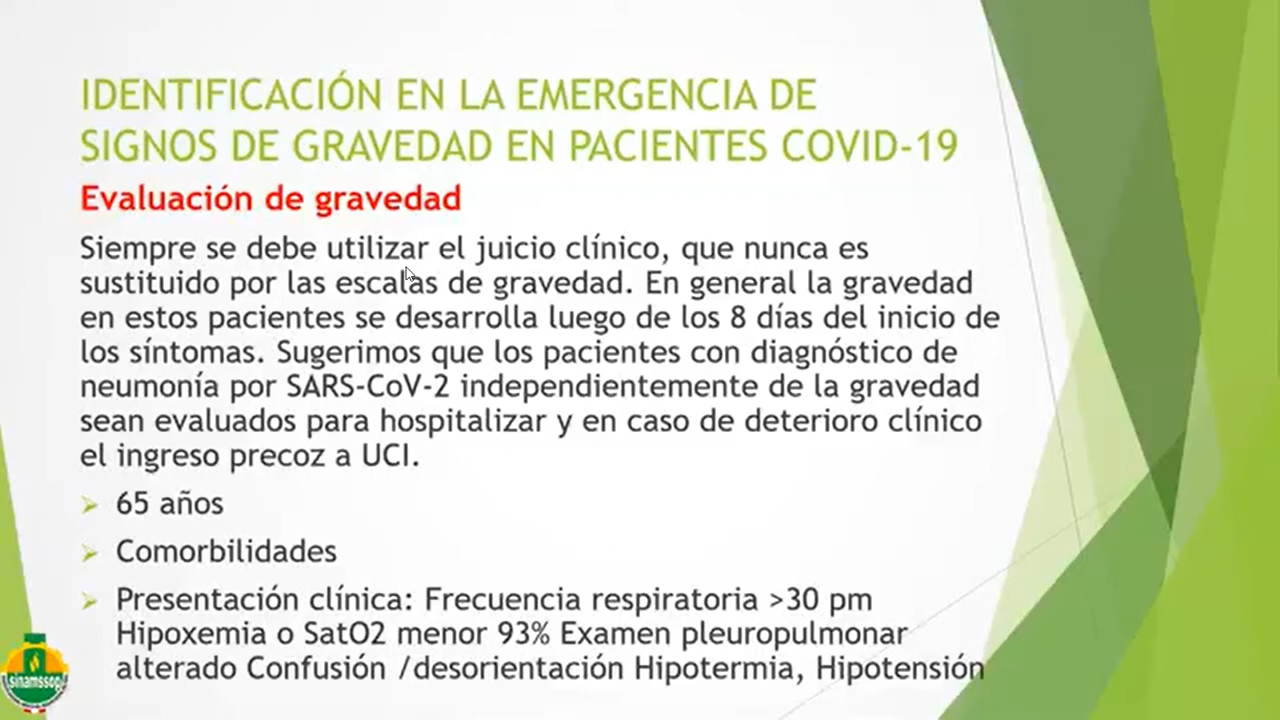 IDENTIFICACIÓN EN LA EMERGENCIA DE
SIGNOS DE GRAVEDAD EN PACIENTES COVID-19
Evaluación de gravedad
Siempre se debe utilizar el juicio clínico, que nunca es
sustituido por las escalas de gravedad. En general la gravedad
en estos pacientes se desarrolla luego de los 8 días del inicio de
los síntomas. Sugerimos que los pacientes con diagnóstico de
neumonía por SARS-CoV-2 independientemente de la gravedad
sean evaluados para hospitalizar y en caso de deterioro clínico
el ingreso precoz a UCI.
65 años
Comorbilidades
Presentación clínica: Frecuencia respiratoria >30 pm
Hipoxemia o SatO2 menor 93% Examen pleuropulmonar
alterado Confusión /desorientación Hipotermia, Hipotensión
sinamssop